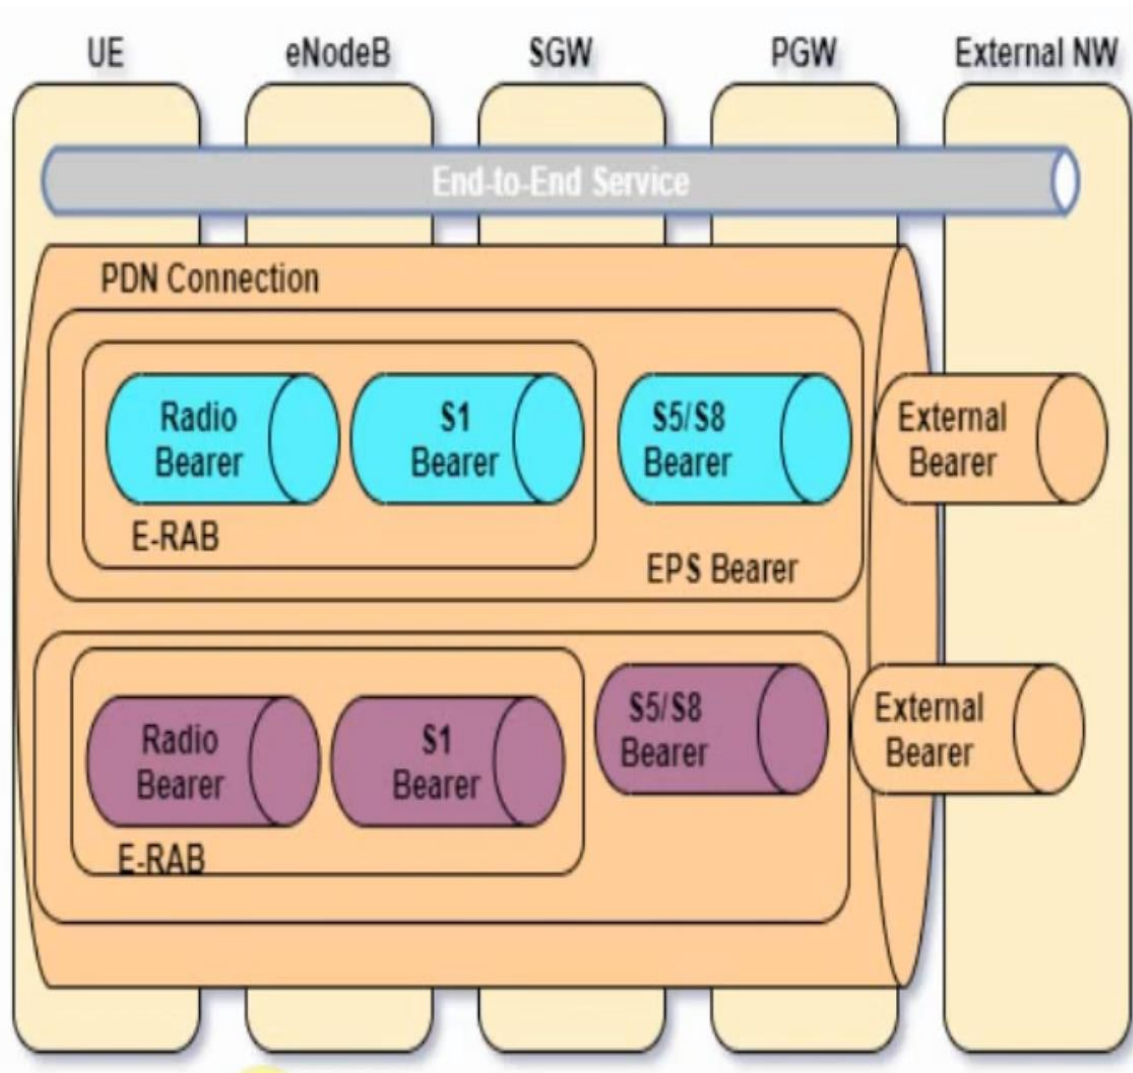 UE eNodeB SGW PGW External NW
End-to-End Service
PDN Connection
Radio
Bearer
S1
Bearer
S5/S8
Bearer
External
Bearer
E-RAB
EPS Bearer
Radio
Bearer
S1
Bearer
S5/S8
Bearer
External
Bearer
E-RAB